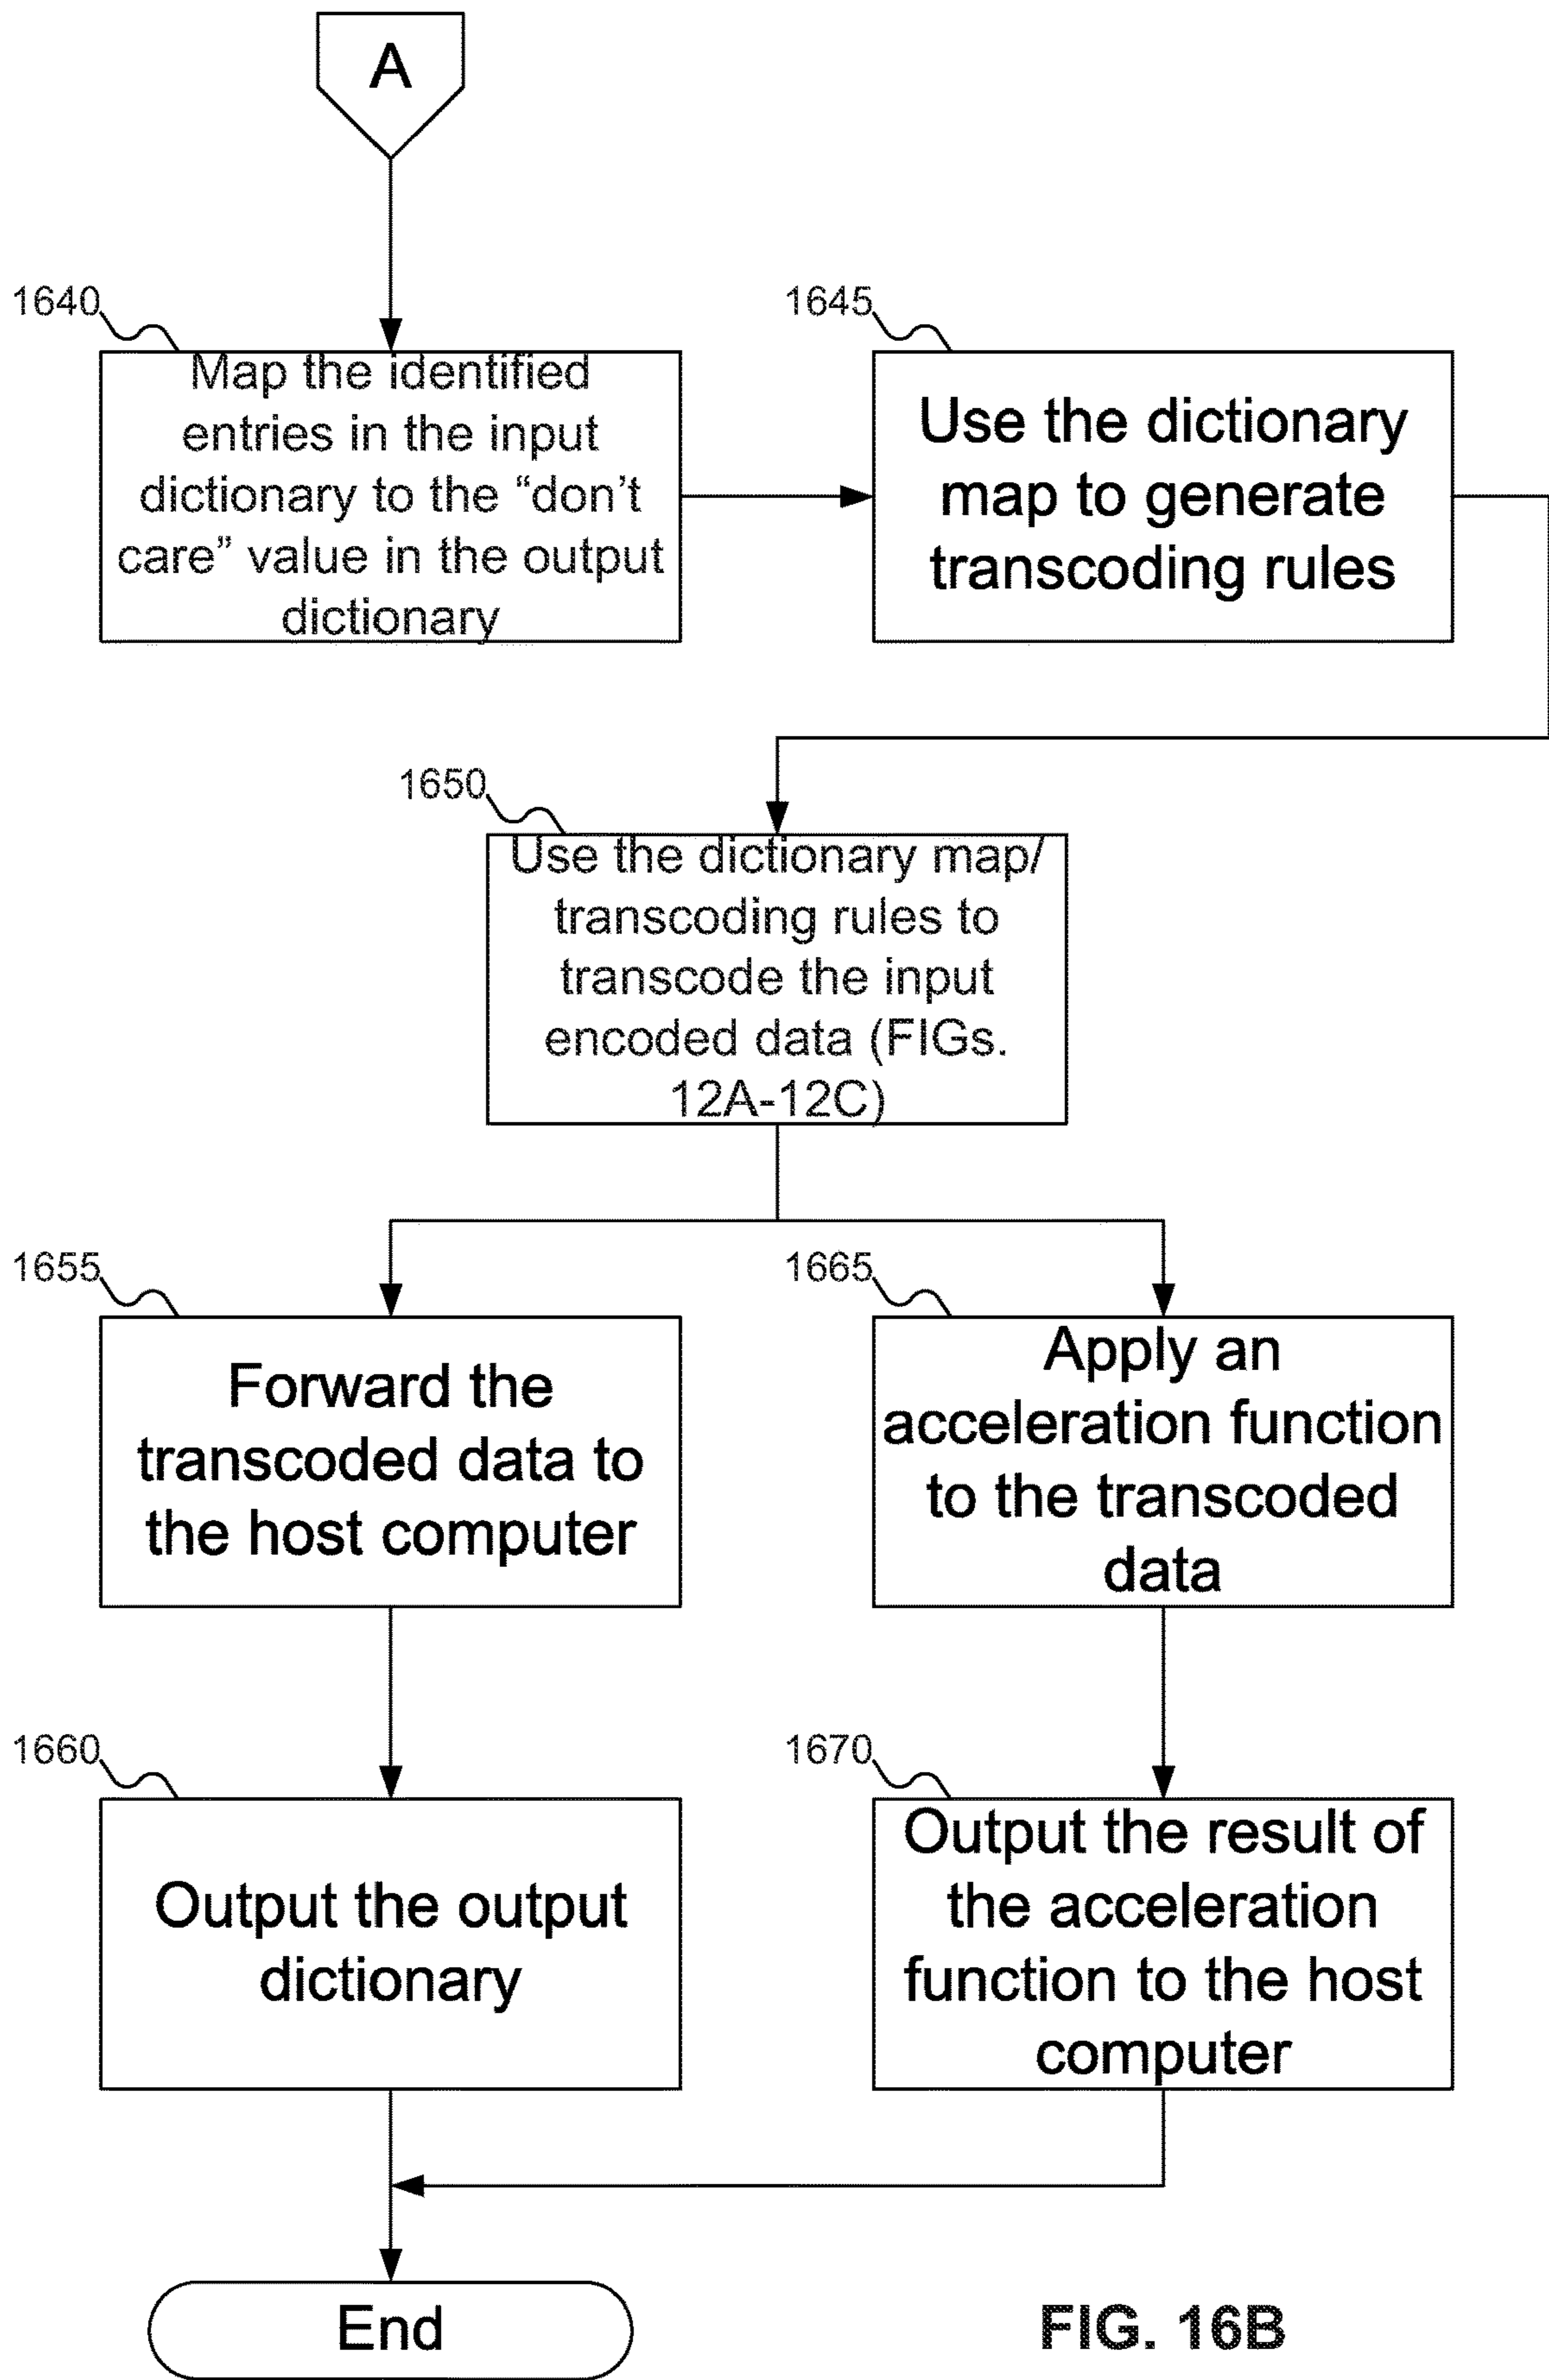 A
1640
Map the identified
entries in the input
dictionary to the “don’t
care” value in the output
dictionary
1645
Use the dictionary
map to generate
transcoding rules
1650
Use the dictionary map/
transcoding rules to
transcode the input
encoded data (FIGs.
12A-12C)
1655
Forward the
transcoded data to
the host computer
1665
Apply an
acceleration function
to the transcoded
data
1660
Output the output
dictionary
1670
Output the result of
the acceleration
function to the host
computer
End
FIG. 16B